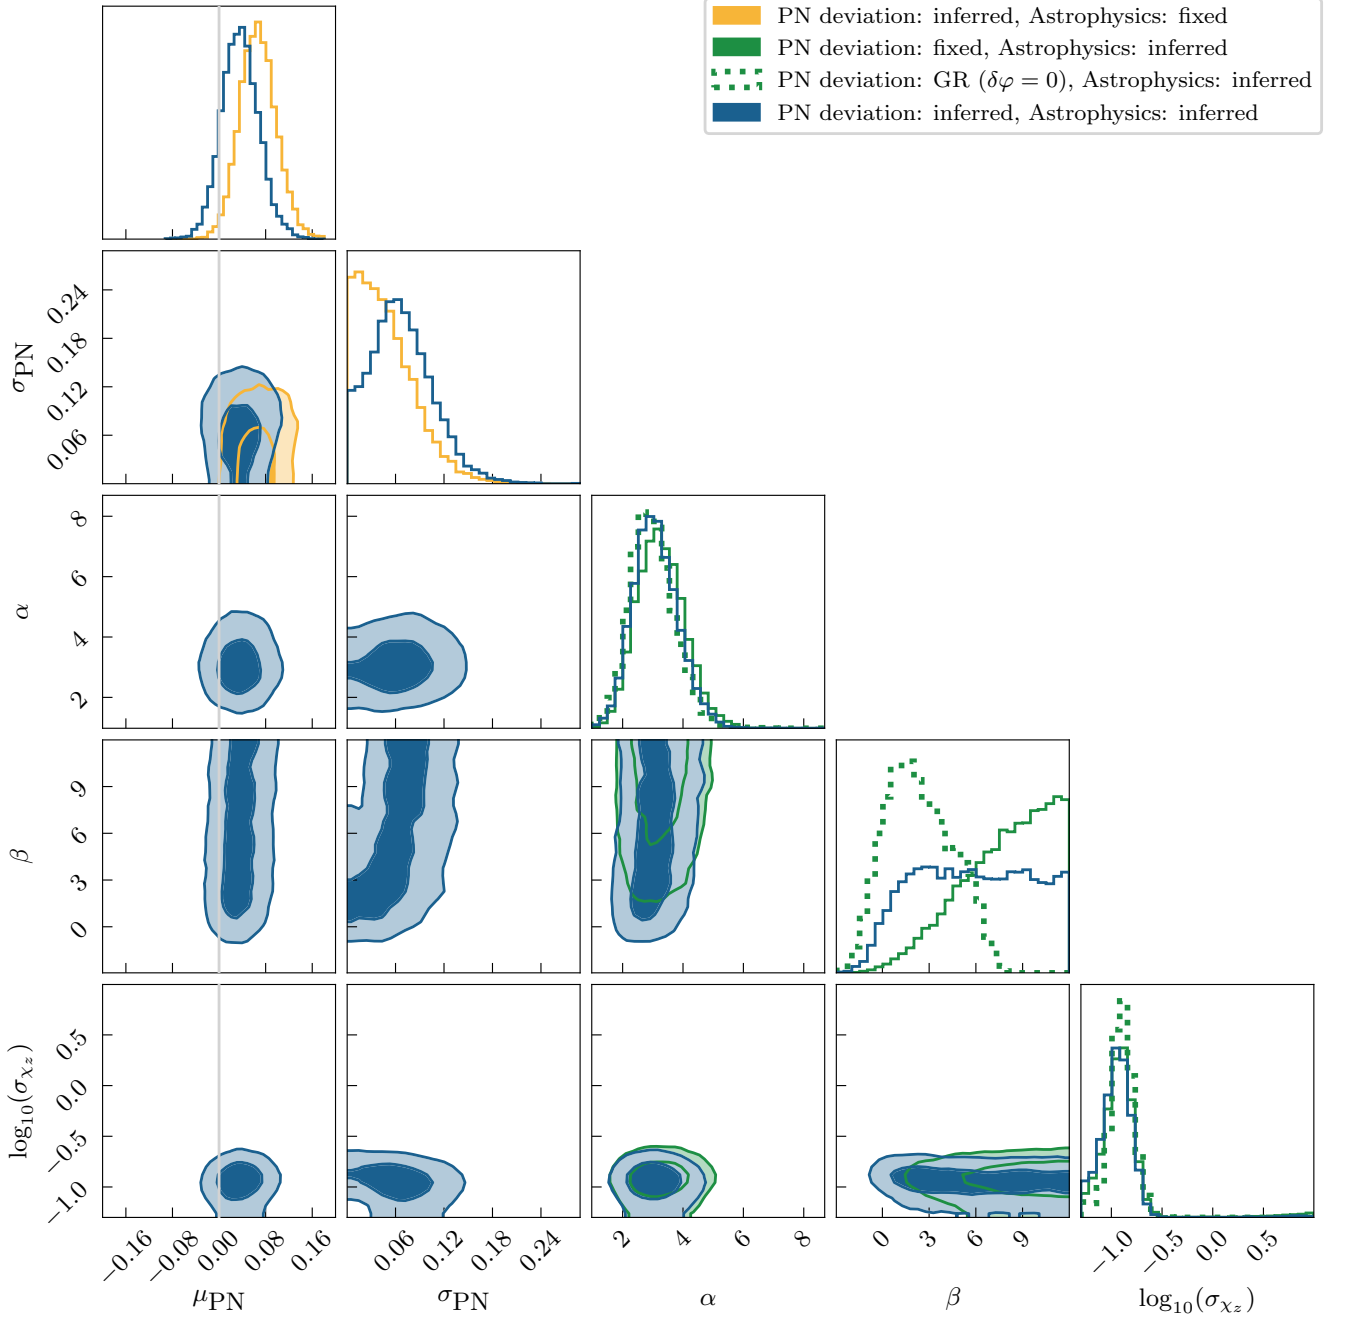 PN deviation: inferred, Astrophysics: fixed
PN deviation: fixed, Astrophysics: inferred
PN deviation: GR (δφ = 0), Astrophysics: inferred
PN deviation: inferred, Astrophysics: inferred
σPN
0.24
0.18
0.12
0.06
α
8
6
4
2
β
9
6
3
0
log₁₀(σχz)
0.5
0.0
−0.5
−1.0
−0.16 −0.08 0.00 0.08 0.16
0.06 0.12 0.18 0.24
2 4 6 8
0 3 6 9
−1.0 −0.5 0.0 0.5
μPN σPN α β log₁₀(σχz)